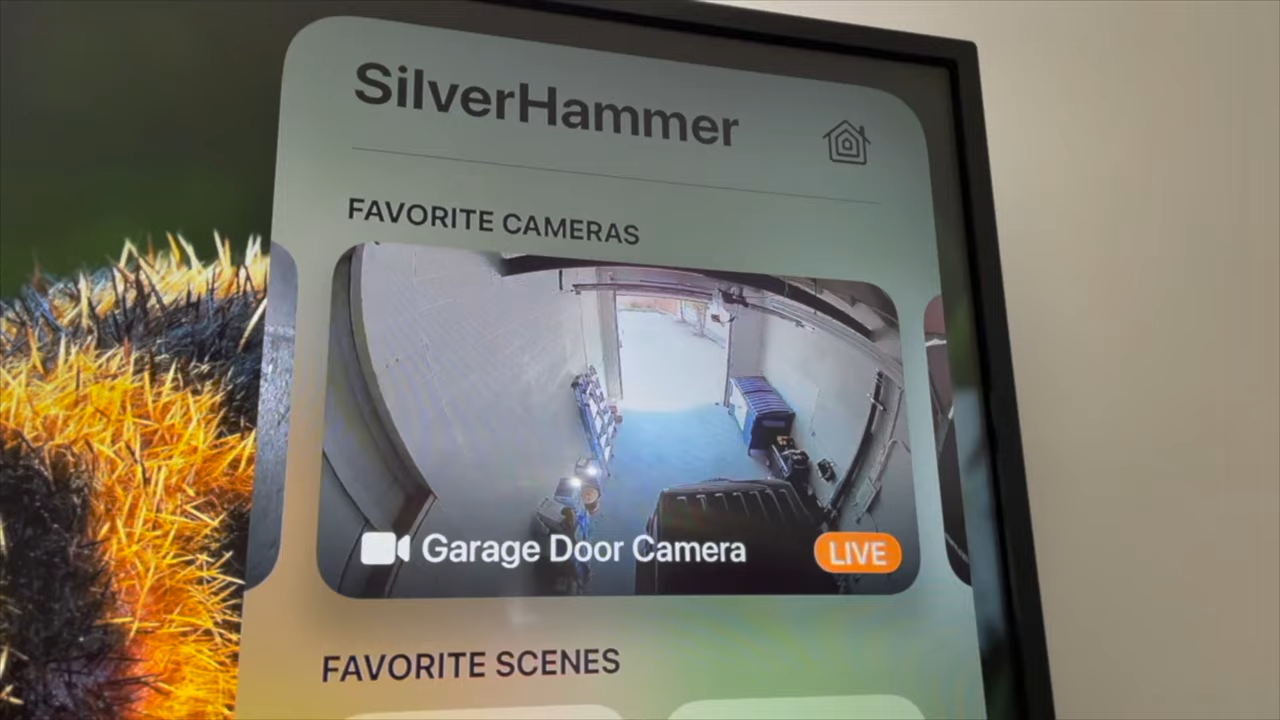 SilverHammer
FAVORITE CAMERAS
Garage Door Camera
LIVE
FAVORITE SCENES